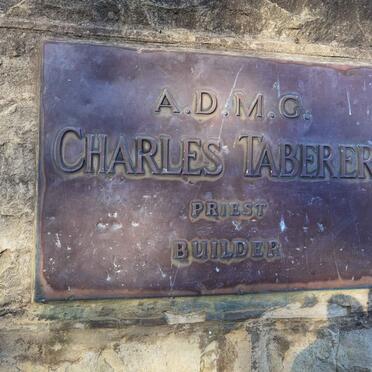 A.D.M.G.
CHARLES TABERER
PRIEST
BUILDER